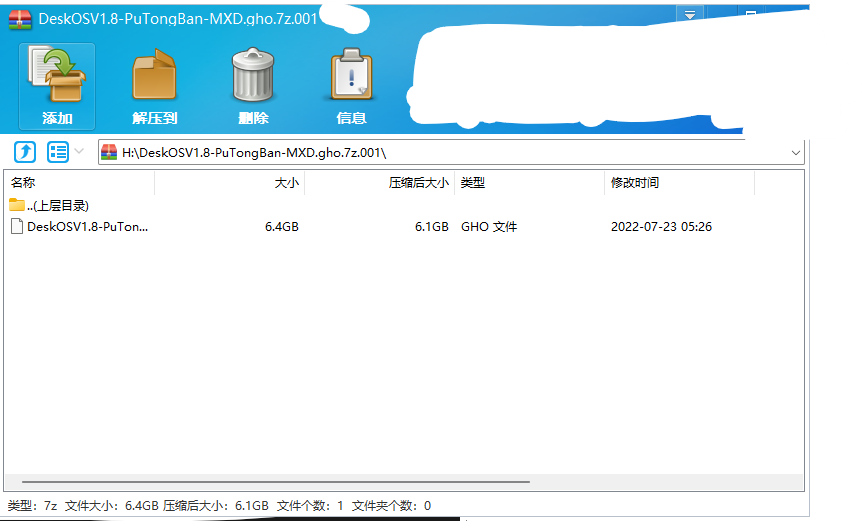 DeskOSV1.8-PuTongBan-MXD.gho.7z.001
添加 解压到 删除 信息
H:\DeskOSV1.8-PuTongBan-MXD.gho.7z.001\
名称 大小 压缩后大小 类型 修改时间
..(上层目录)
DeskOSV1.8-PuTon... 6.4GB 6.1GB GHO 文件 2022-07-23 05:26
类型：7z 文件大小：6.4GB 压缩后大小：6.1GB 文件个数：1 文件夹个数：0